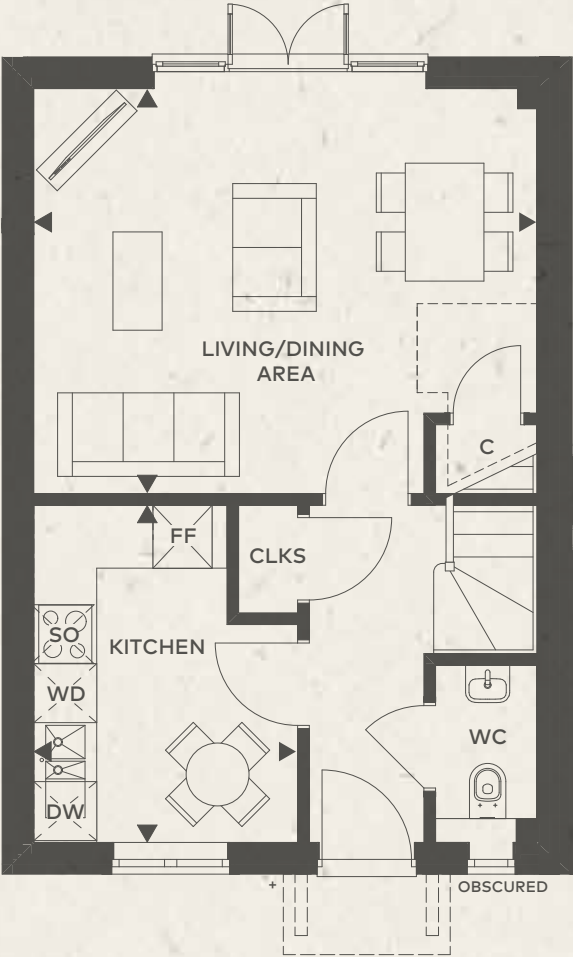 LIVING/DINING
AREA
C
FF
CLKS
SO
KITCHEN
WD
WC
DW
+
OBSCURED